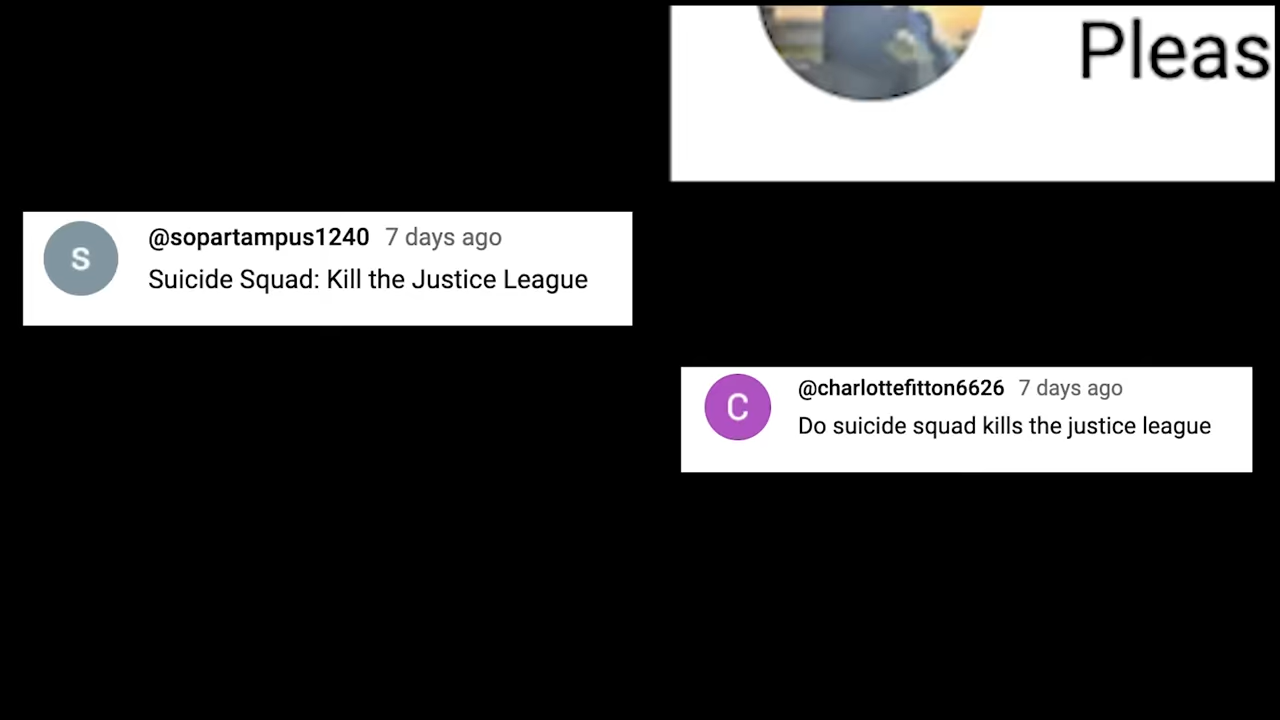 Pleas
S
@sopartampus1240 7 days ago
Suicide Squad: Kill the Justice League
C
@charlottefitton6626 7 days ago
Do suicide squad kills the justice league